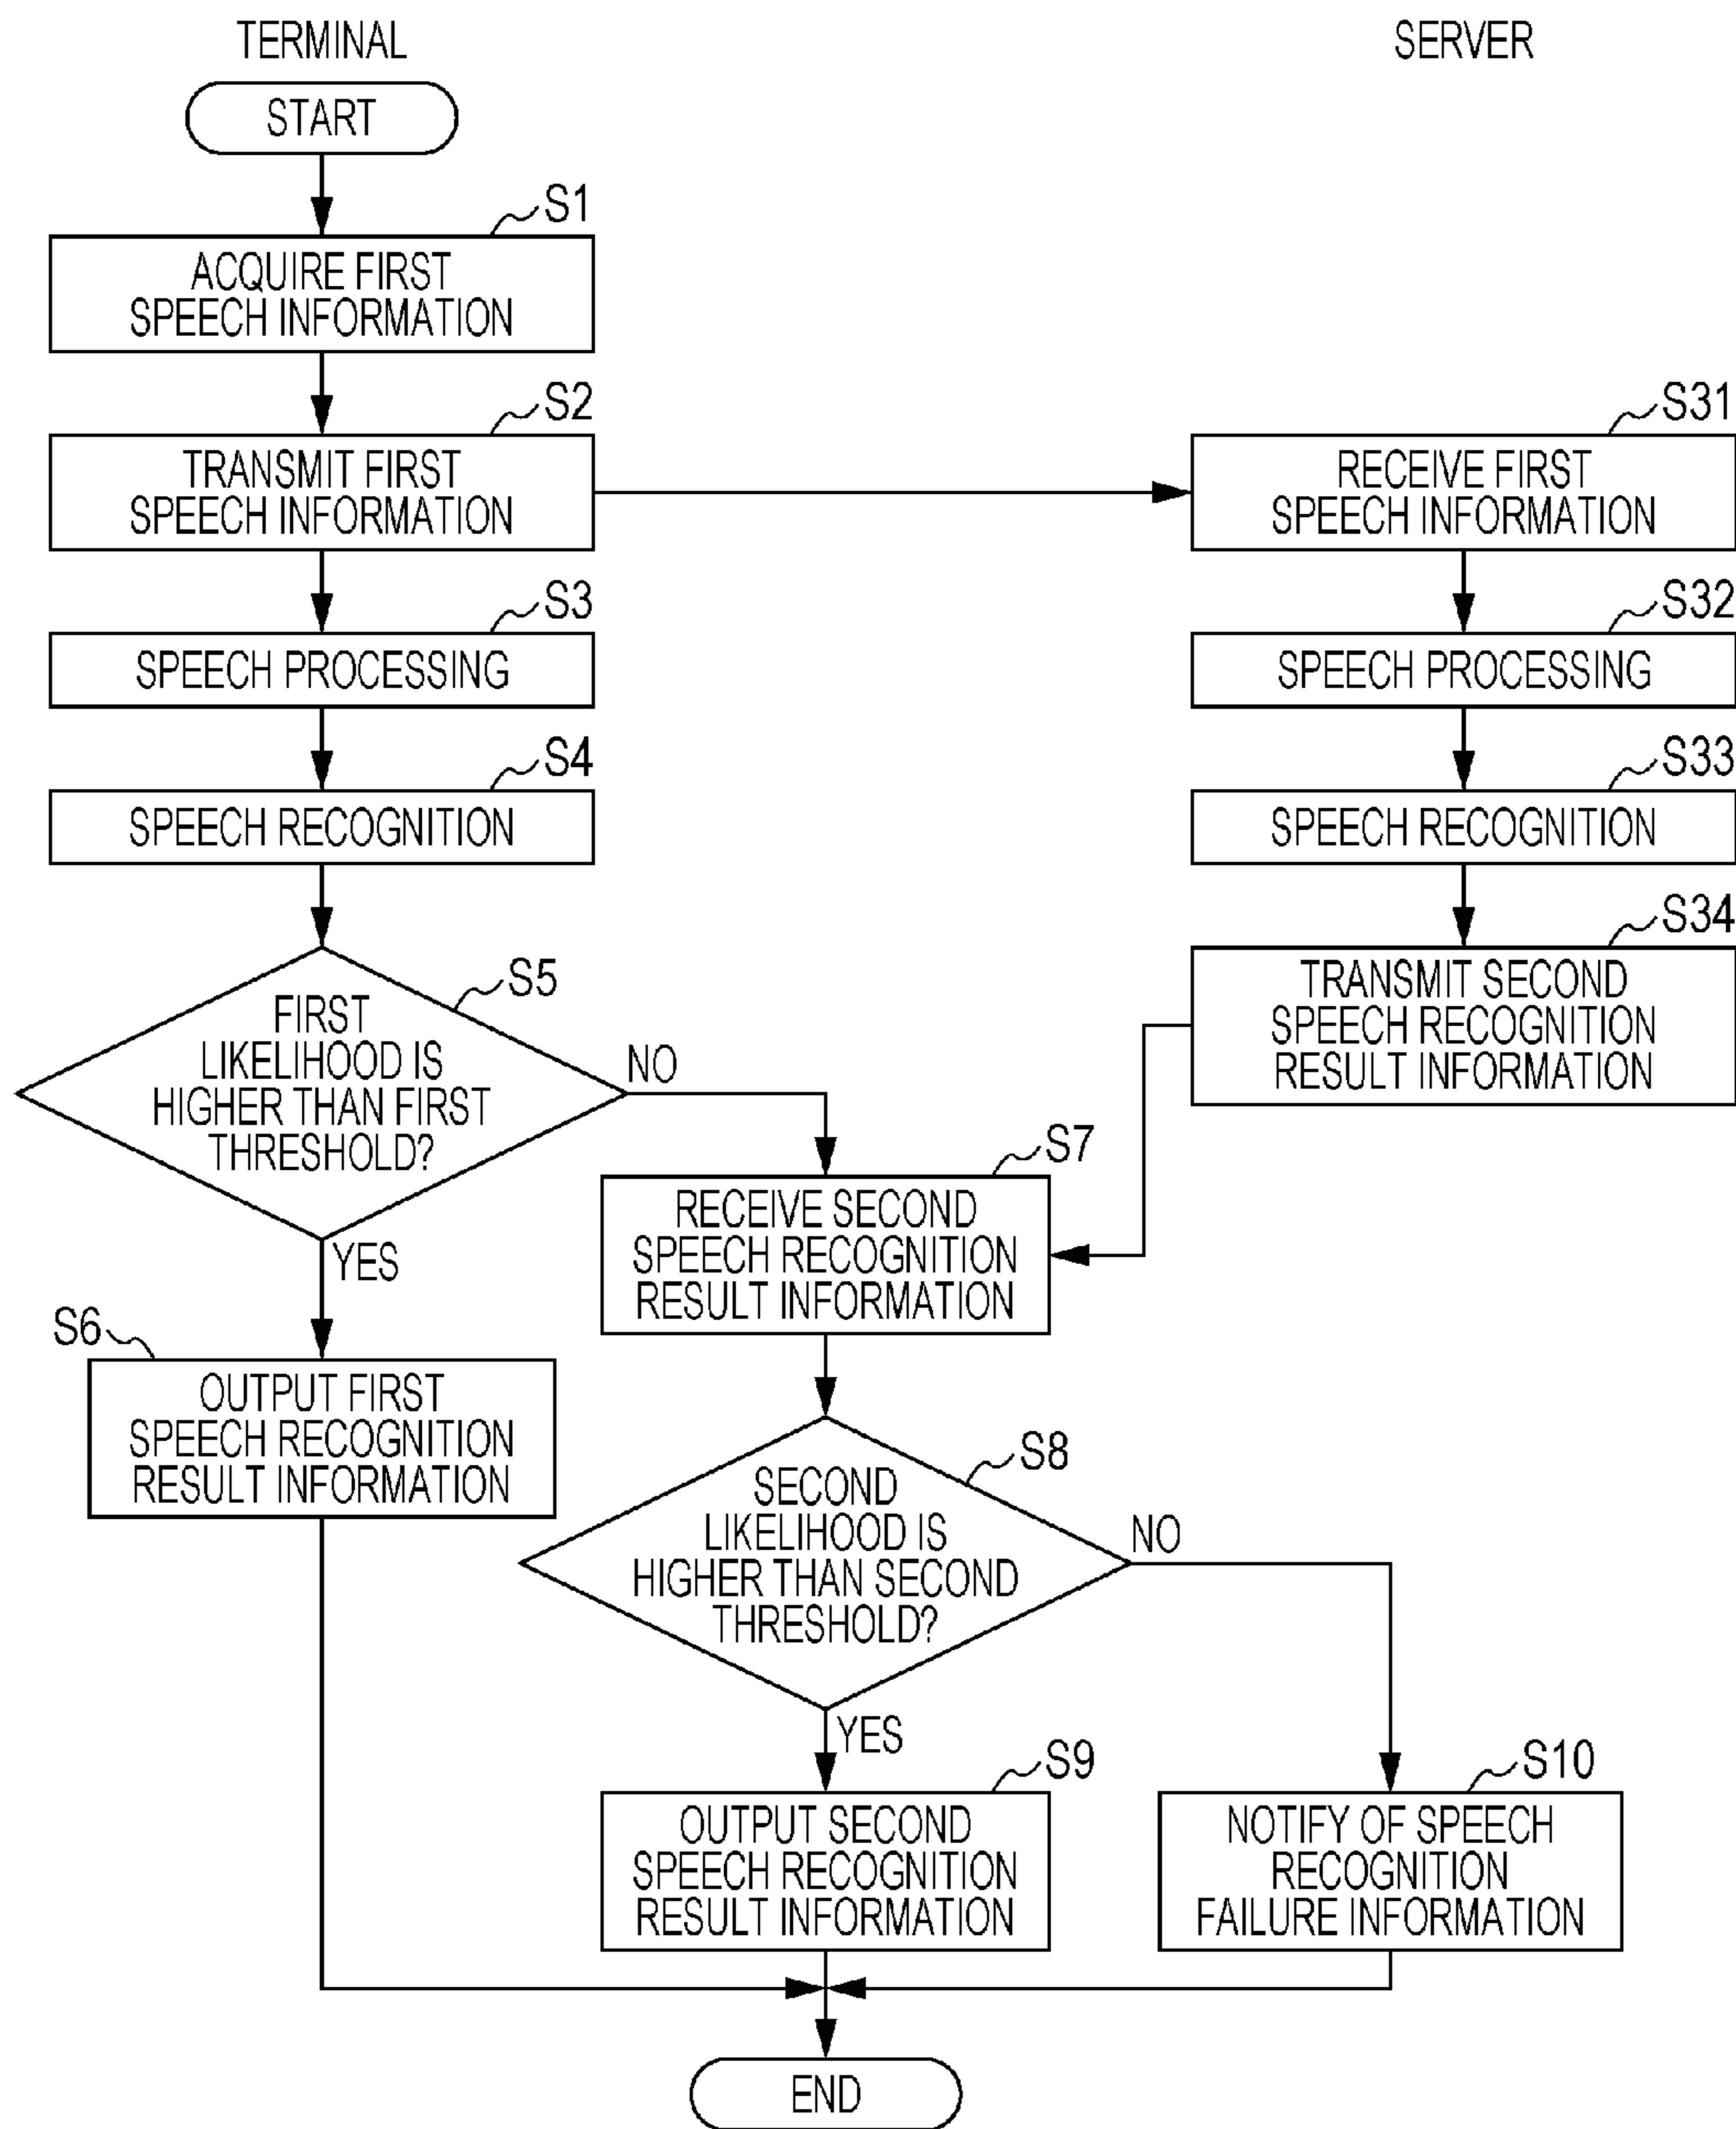 TERMINAL
SERVER
START
S1
ACQUIRE FIRST
SPEECH INFORMATION
S2
TRANSMIT FIRST
SPEECH INFORMATION
S31
RECEIVE FIRST
SPEECH INFORMATION
S3
SPEECH PROCESSING
S32
SPEECH PROCESSING
S4
SPEECH RECOGNITION
S33
SPEECH RECOGNITION
S34
TRANSMIT SECOND
SPEECH RECOGNITION
RESULT INFORMATION
S5
FIRST
LIKELIHOOD IS
HIGHER THAN FIRST
THRESHOLD?
NO
YES
S7
RECEIVE SECOND
SPEECH RECOGNITION
RESULT INFORMATION
S6
OUTPUT FIRST
SPEECH RECOGNITION
RESULT INFORMATION
S8
SECOND
LIKELIHOOD IS
HIGHER THAN SECOND
THRESHOLD?
NO
YES
S9
OUTPUT SECOND
SPEECH RECOGNITION
RESULT INFORMATION
S10
NOTIFY OF SPEECH
RECOGNITION
FAILURE INFORMATION
END